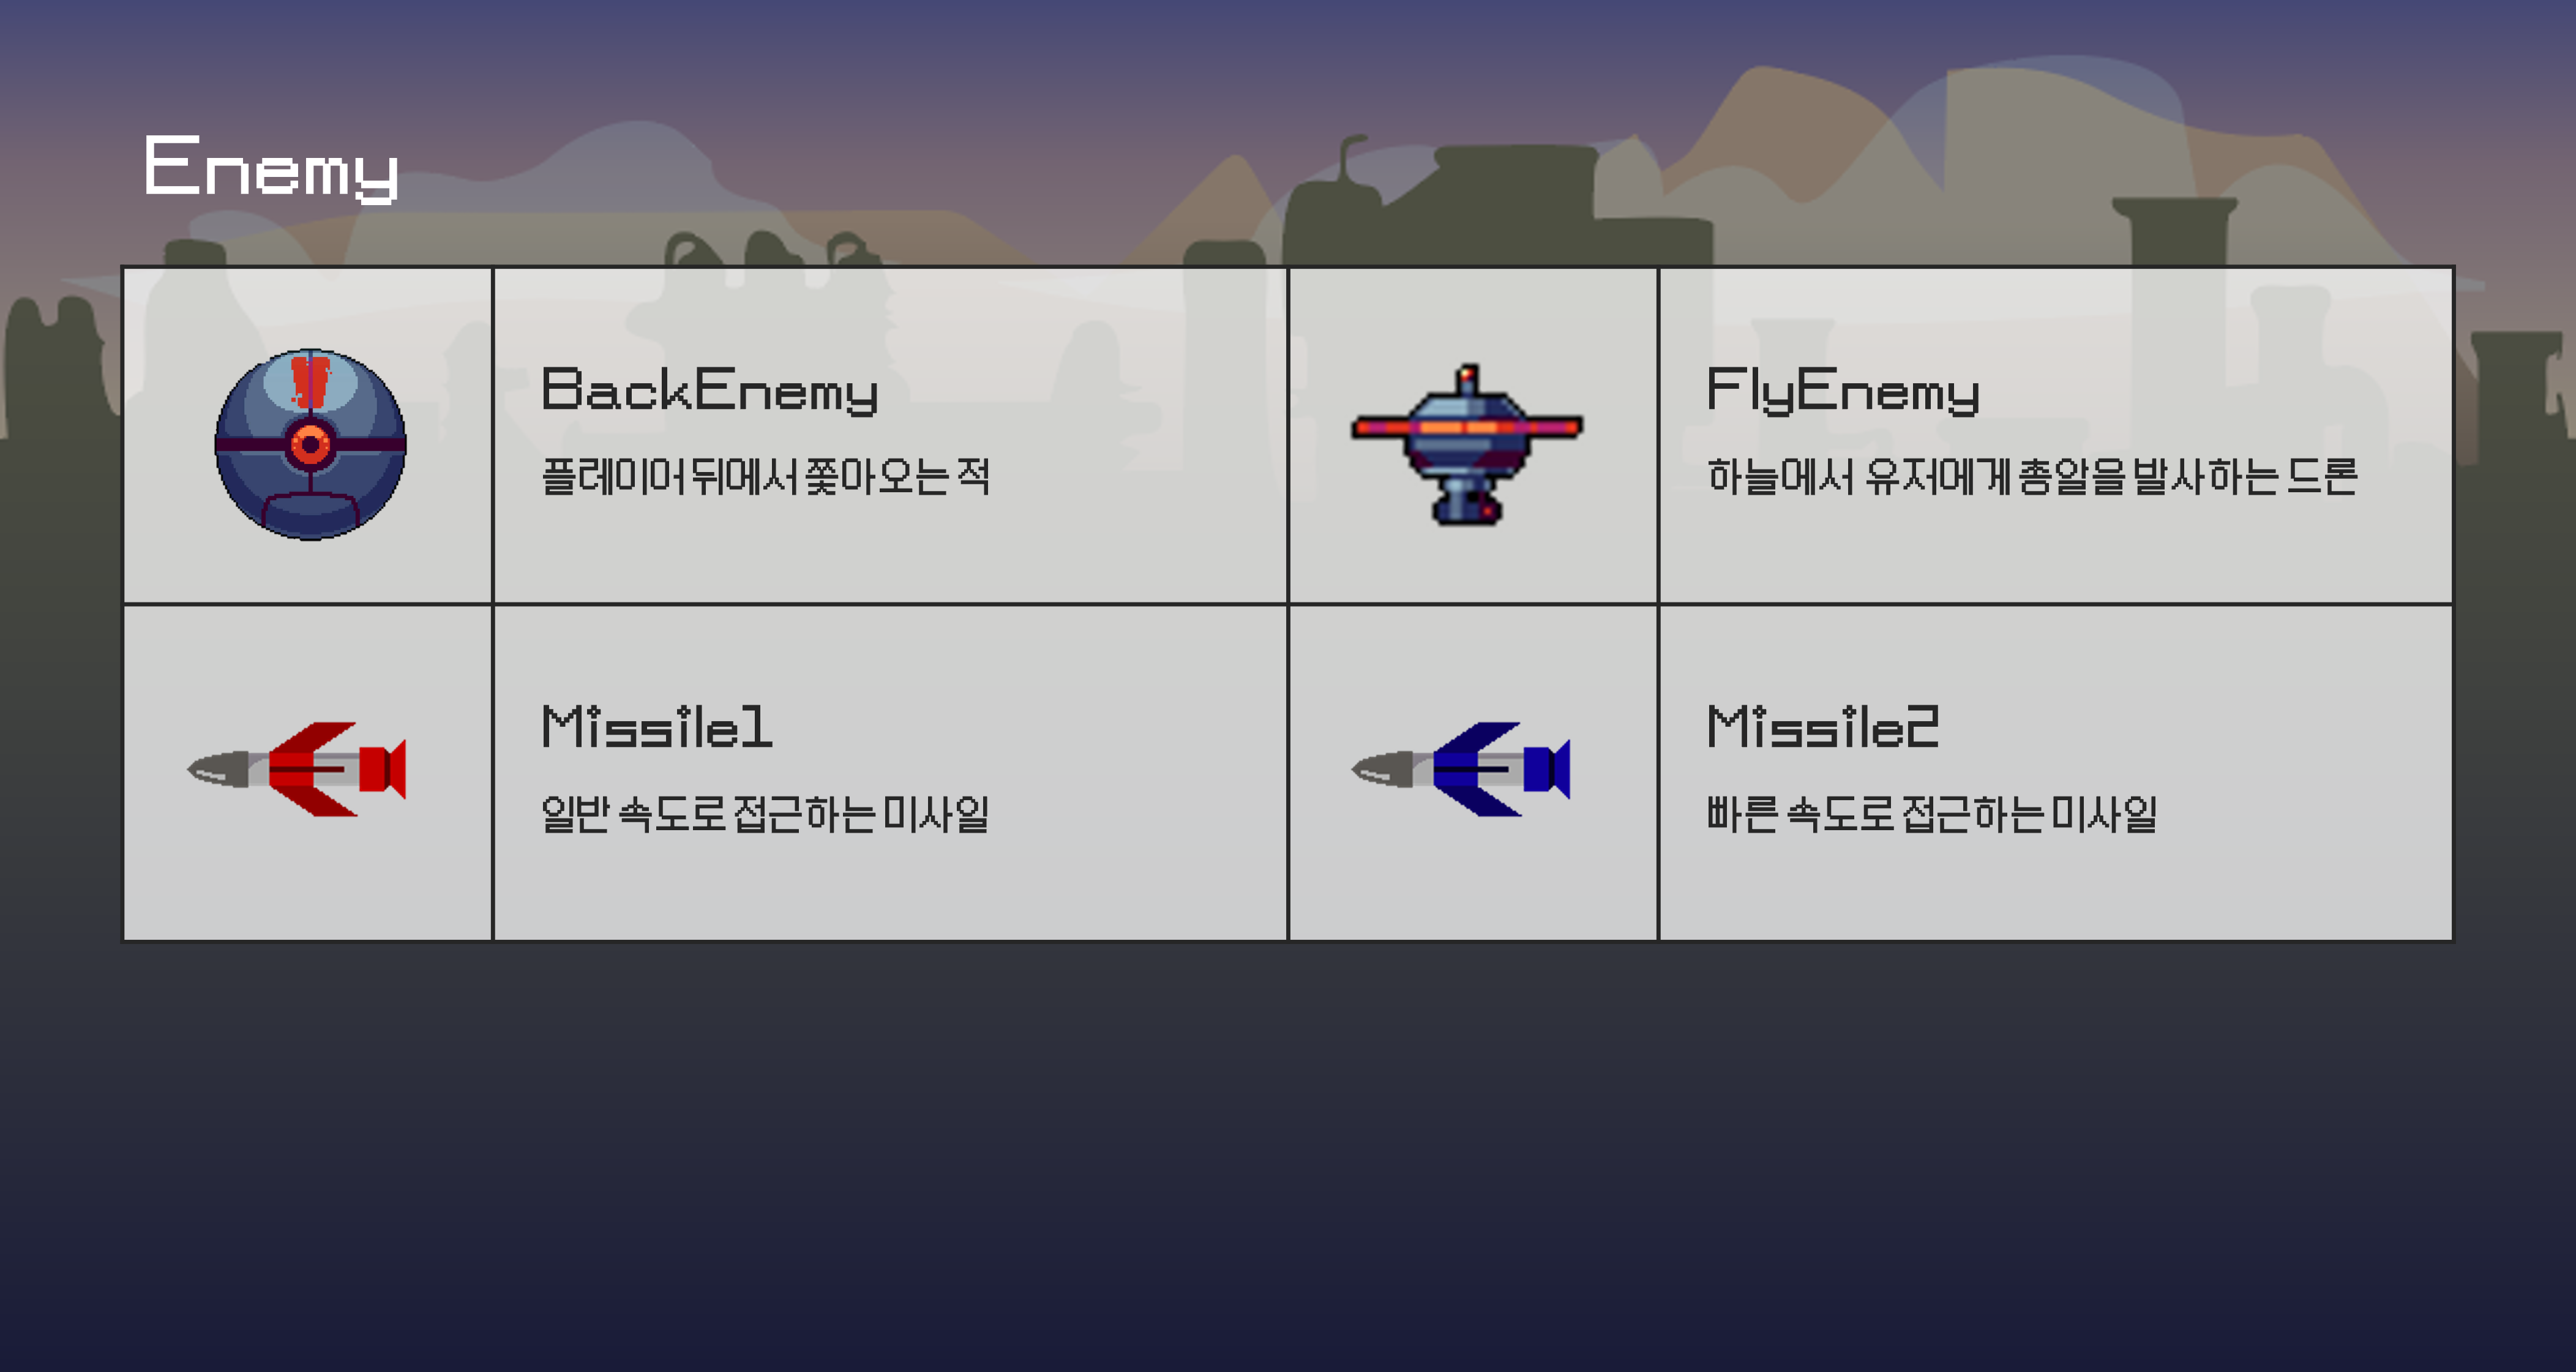 Enemy
BackEnemy
플레이어 뒤에서 쫓아오는 적
FlyEnemy
하늘에서 유저에게 총알을 발사하는 드론
Missile1
일반 속도로 접근하는 미사일
Missile2
빠른 속도로 접근하는 미사일